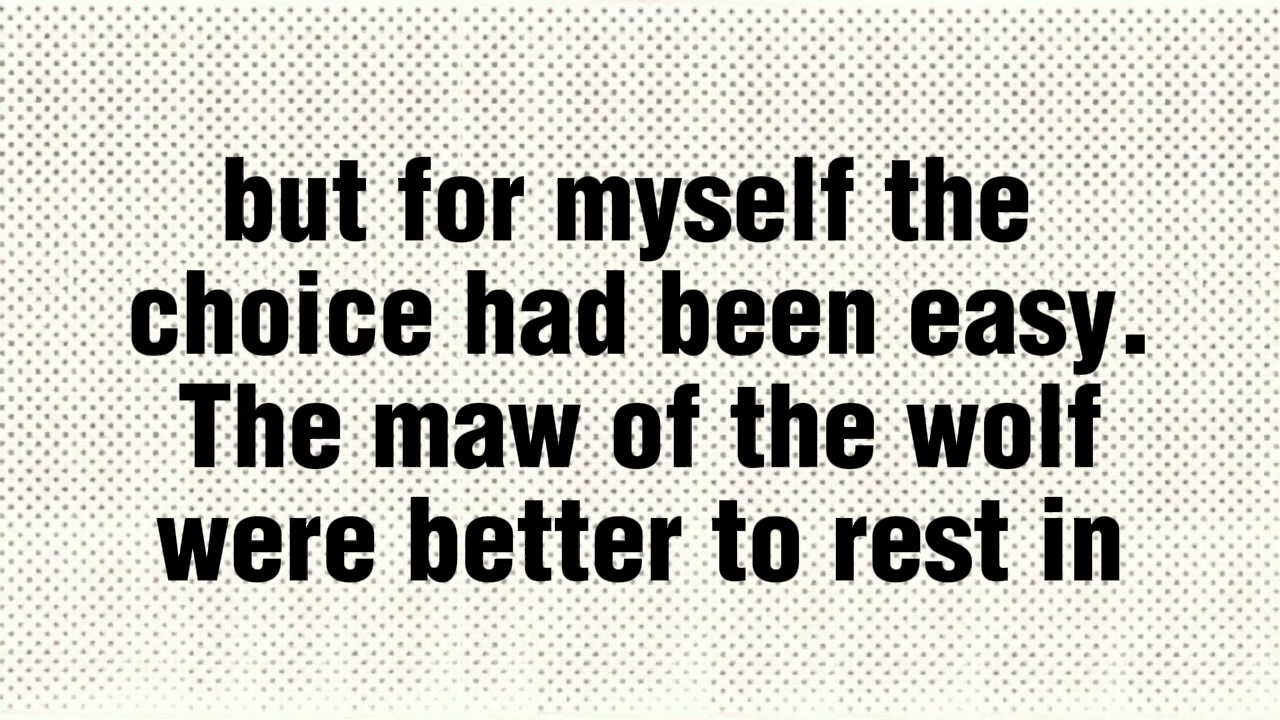 but for myself the
choice had been easy.
The maw of the wolf
were better to rest in